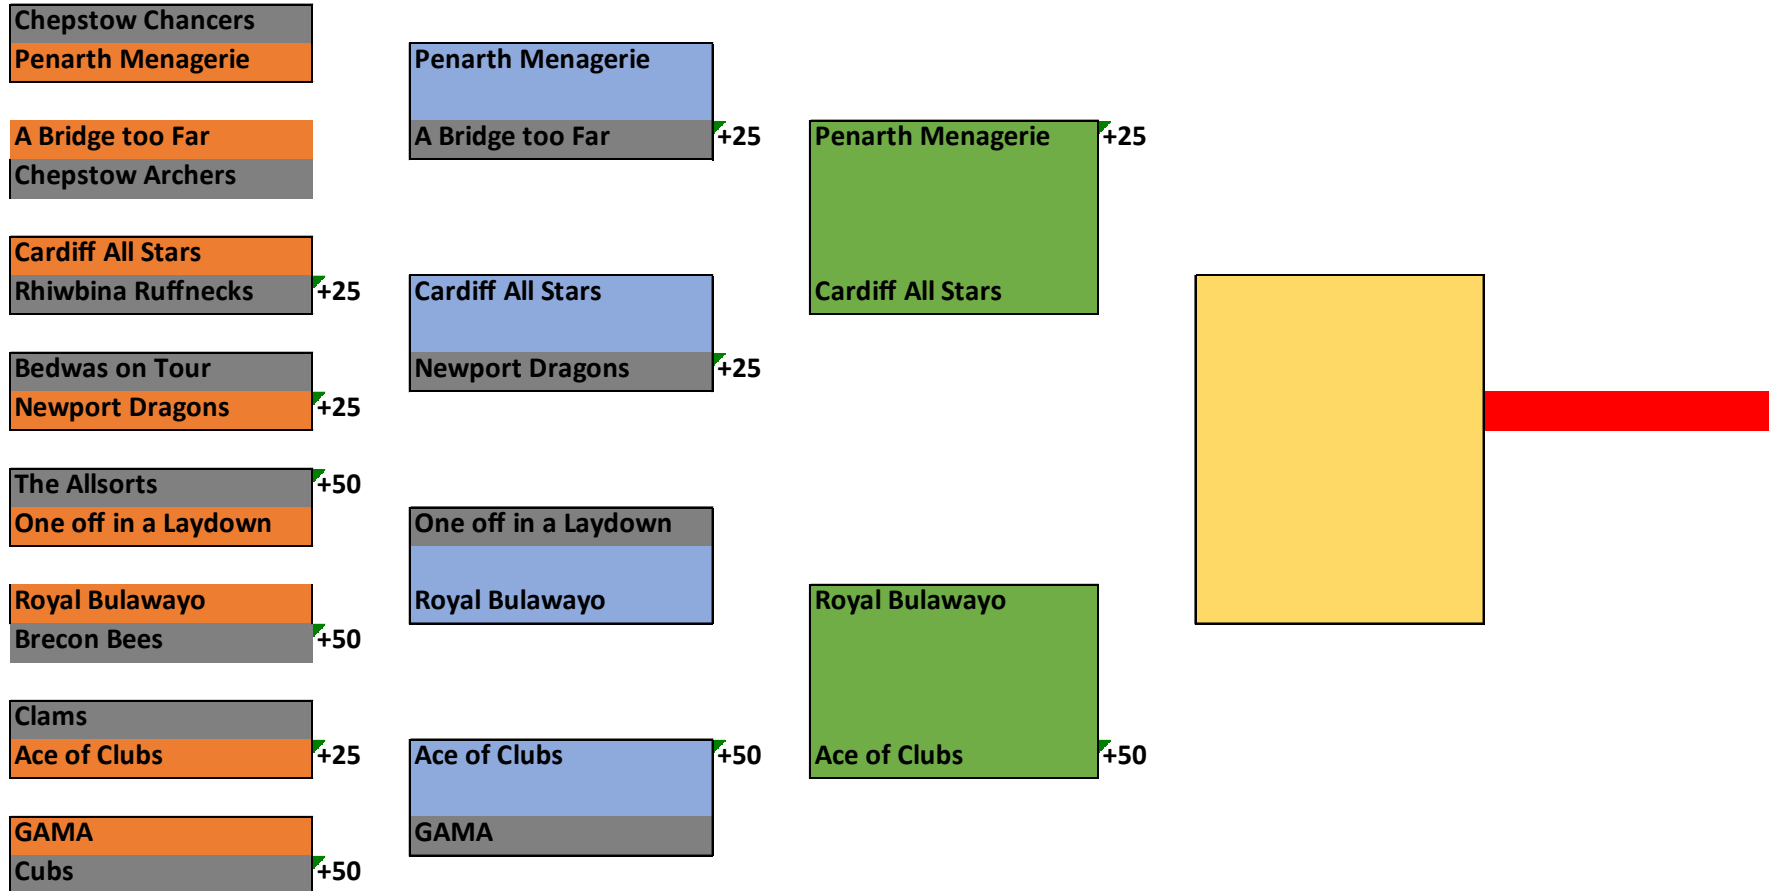 Chepstow Chancers
Penarth Menagerie
A Bridge too Far
Chepstow Archers
Cardiff All Stars
Rhiwbina Ruffnecks +25
Bedwas on Tour
Newport Dragons +25
The Allsorts +50
One off in a Laydown
Royal Bulawayo
Brecon Bees +50
Clams
Ace of Clubs +25
GAMA
Cubs +50
Penarth Menagerie
A Bridge too Far +25
Cardiff All Stars
Newport Dragons +25
One off in a Laydown
Royal Bulawayo
Ace of Clubs +50
GAMA
Penarth Menagerie +25
Cardiff All Stars
Royal Bulawayo
Ace of Clubs +50